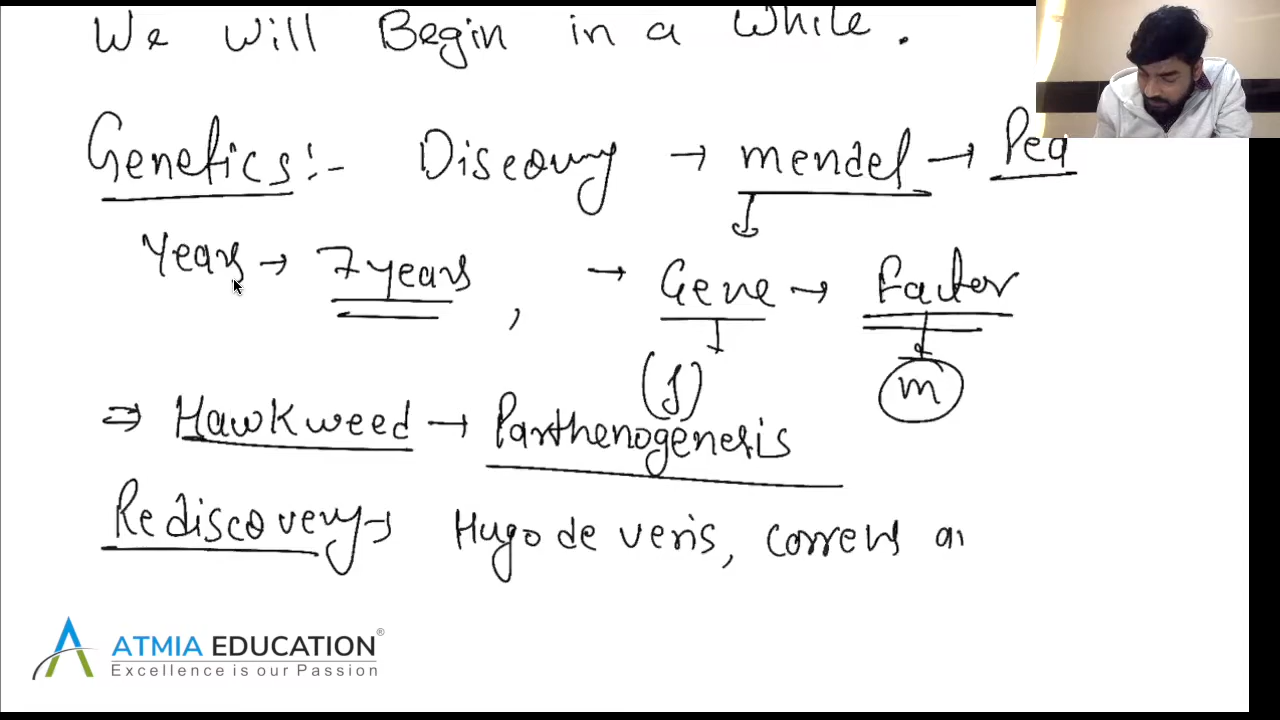 We Will Begin in a While.
Genetics :- Discovery → mendel → Pea
Years → 7 years , → Gene → Factor
(J) m
⇒ Hawkweed → Parthenogenesis
Rediscovery → Hugo de veris, correns an
ATMIA EDUCATION®
Excellence is our Passion